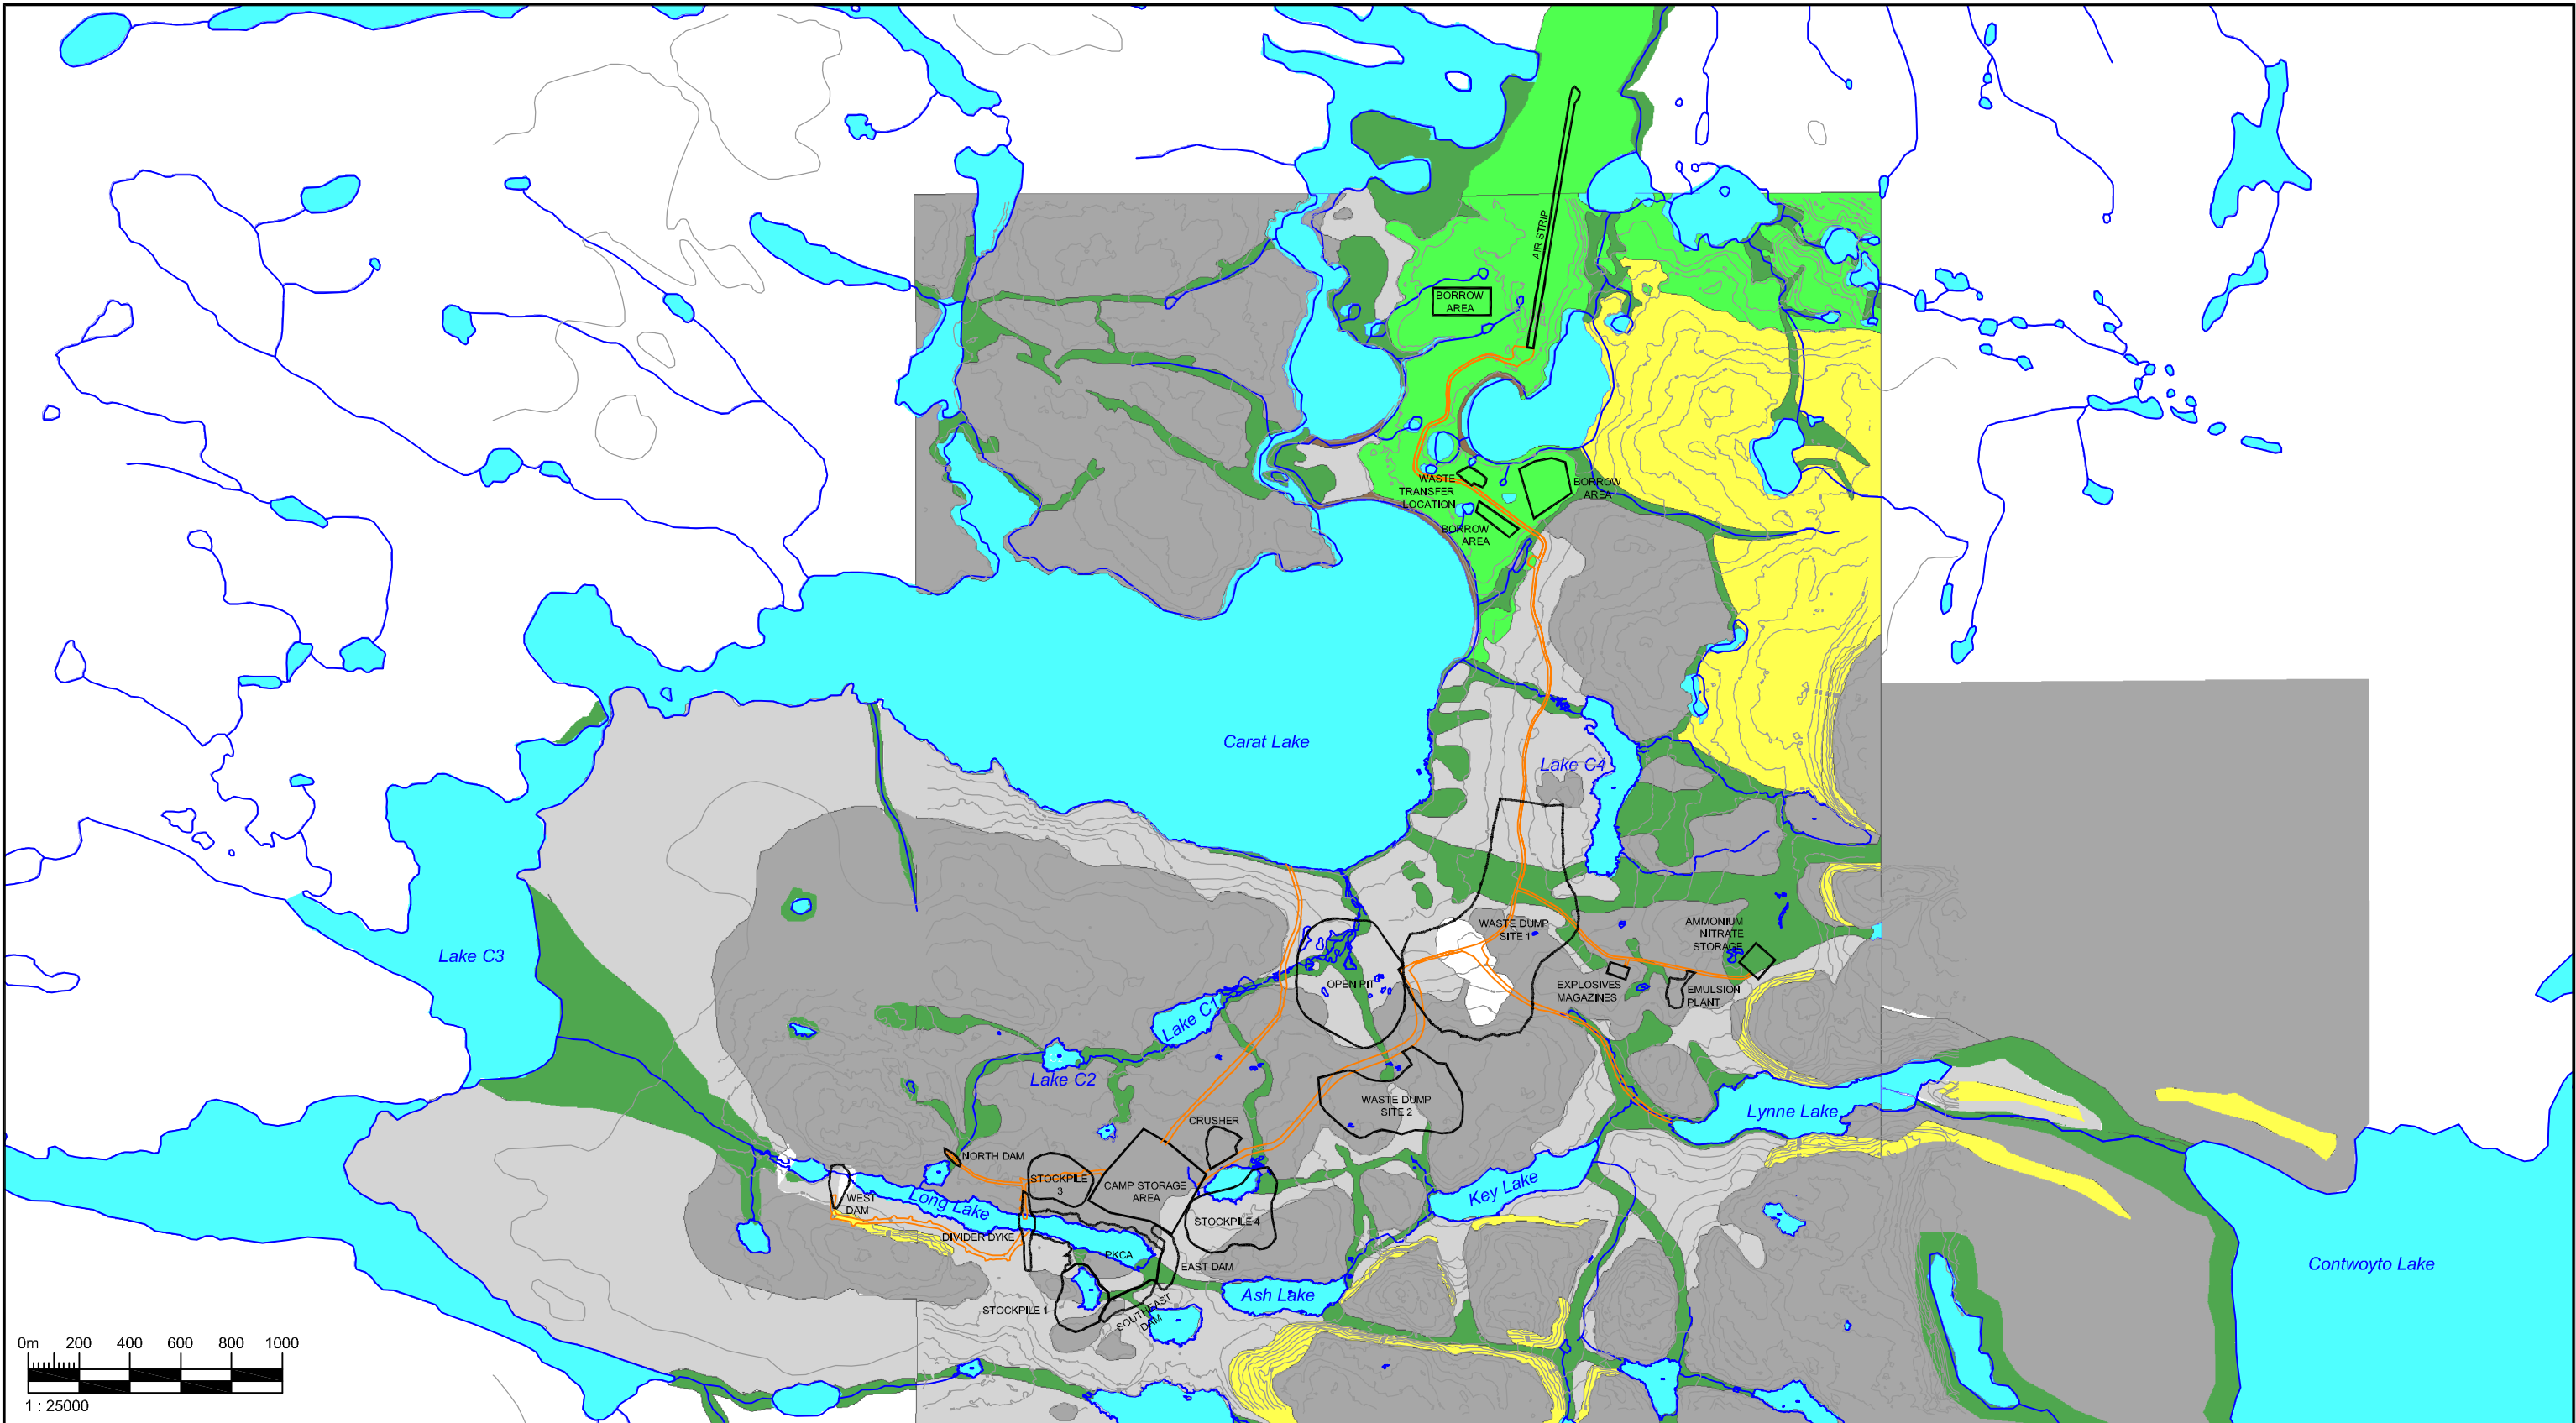 AIR STRIP
BORROW
AREA
WASTE
TRANSFER
LOCATION
BORROW
AREA
BORROW
AREA
Carat Lake
Lake C4
WASTE DUMP
SITE 1
AMMONIUM
NITRATE
STORAGE
Lake C3
OPEN PIT
EXPLOSIVES
MAGAZINES
EMULSION
PLANT
Lake C1
Lake C2
WASTE DUMP
SITE 2
Lynne Lake
CRUSHER
NORTH DAM
STOCKPILE
3
CAMP STORAGE
AREA
Key Lake
WEST
DAM
Long Lake
STOCKPILE 4
DIVIDER DYKE
PKCA
EAST DAM
Contwoyto Lake
Ash Lake
STOCKPILE 1
SOUTHEAST
DAM
0m 200 400 600 800 1000
1 : 25000